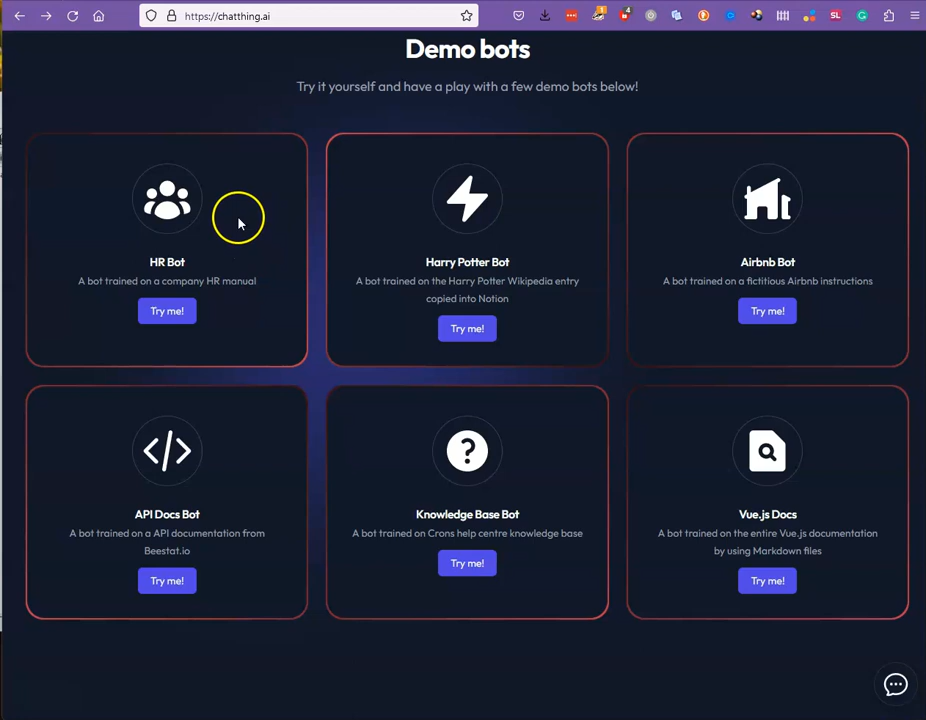 https://chatthing.ai
1
4
SL
Demo bots
Try it yourself and have a play with a few demo bots below!
HR Bot
A bot trained on a company HR manual
Try me!
Harry Potter Bot
A bot trained on the Harry Potter Wikipedia entry
copied into Notion
Try me!
Airbnb Bot
A bot trained on a fictitious Airbnb instructions
Try me!
API Docs Bot
A bot trained on a API documentation from
Beestat.io
Try me!
Knowledge Base Bot
A bot trained on Crons help centre knowledge base
Try me!
Vue.js Docs
A bot trained on the entire Vue.js documentation
by using Markdown files
Try me!